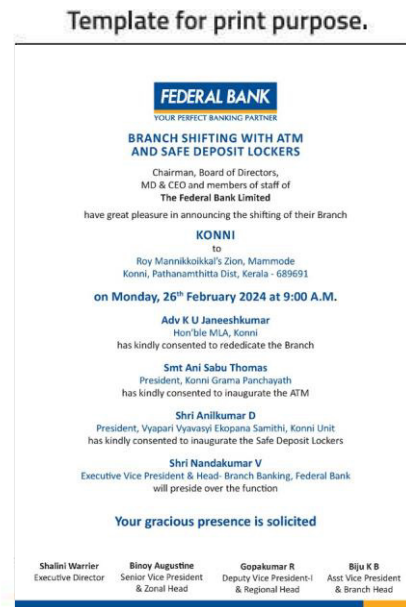 Template for print purpose.
FEDERAL BANK
YOUR PERFECT BANKING PARTNER
BRANCH SHIFTING WITH ATM
AND SAFE DEPOSIT LOCKERS
Chairman, Board of Directors,
MD & CEO and members of staff of
The Federal Bank Limited
have great pleasure in announcing the shifting of their Branch
KONNI
to
Roy Mannikkoikkal's Zion, Mammode
Konni, Pathanamthitta Dist, Kerala - 689691
on Monday, 26th February 2024 at 9:00 A.M.
Adv K U Janeeshkumar
Hon'ble MLA, Konni
has kindly consented to rededicate the Branch
Smt Ani Sabu Thomas
President, Konni Grama Panchayath
has kindly consented to inaugurate the ATM
Shri Anilkumar D
President, Vyapari Vyavasyi Ekopana Samithi, Konni Unit
has kindly consented to inaugurate the Safe Deposit Lockers
Shri Nandakumar V
Executive Vice President & Head- Branch Banking, Federal Bank
will preside over the function
Your gracious presence is solicited
Shalini Warrier
Executive Director
Binoy Augustine
Senior Vice President
& Zonal Head
Gopakumar R
Deputy Vice President-I
& Regional Head
Biju K B
Asst Vice President
& Branch Head